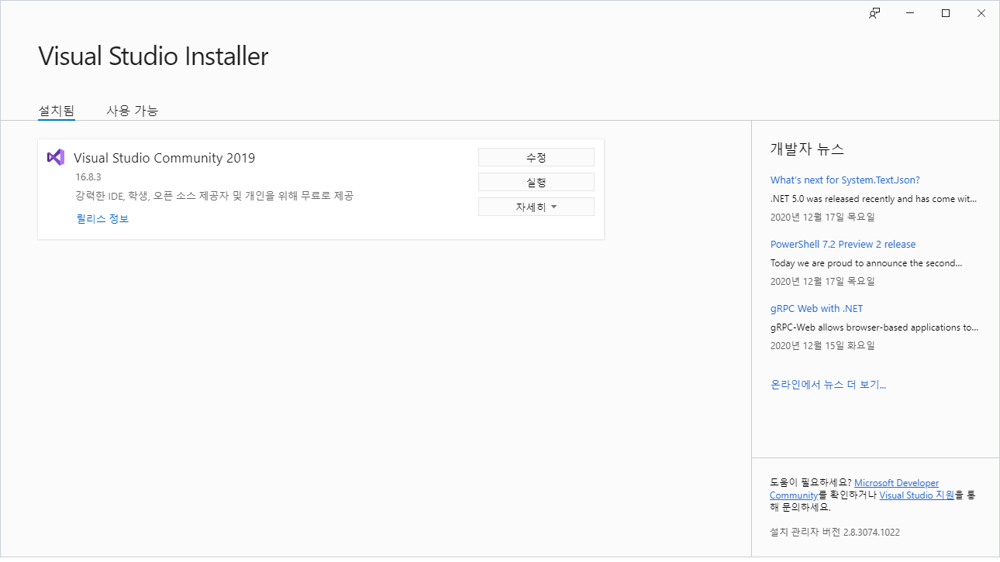 Visual Studio Installer
설치됨
사용 가능
Visual Studio Community 2019
16.8.3
강력한 IDE, 학생, 오픈 소스 제공자 및 개인을 위해 무료로 제공
릴리스 정보
수정
실행
자세히
개발자 뉴스
What's next for System.Text.Json?
.NET 5.0 was released recently and has come wit...
2020년 12월 17일 목요일
PowerShell 7.2 Preview 2 release
Today we are proud to announce the second...
2020년 12월 17일 목요일
gRPC Web with .NET
gRPC-Web allows browser-based applications to...
2020년 12월 15일 화요일
온라인에서 뉴스 더 보기...
도움이 필요하세요? Microsoft Developer
Community를 확인하거나 Visual Studio 지원을 통
해 문의하세요.
설치 관리자 버전 2.8.3074.1022